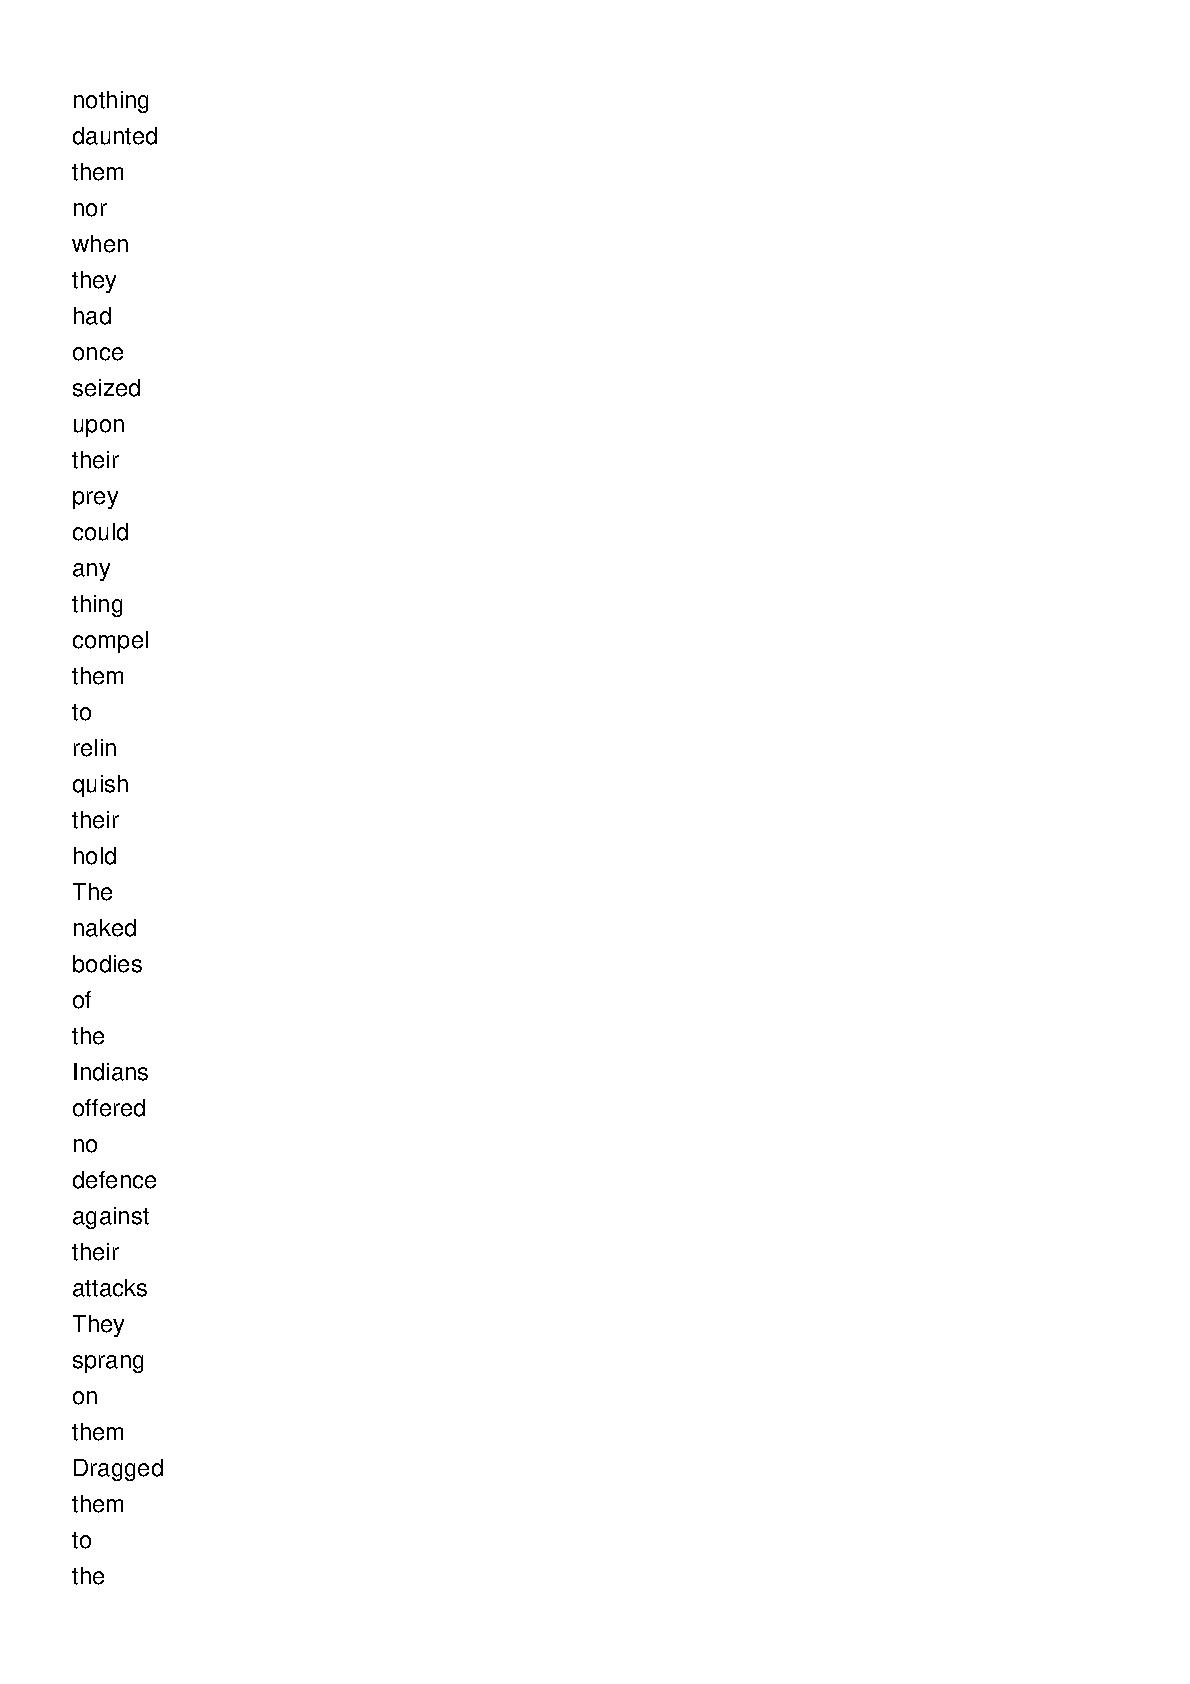 nothing
daunted
them
nor
when
they
had
once
seized
upon
their
prey
could
any
thing
compel
them
to
relin
quish
their
hold
The
naked
bodies
of
the
Indians
offered
no
defence
against
their
attacks
They
sprang
on
them
Dragged
them
to
the